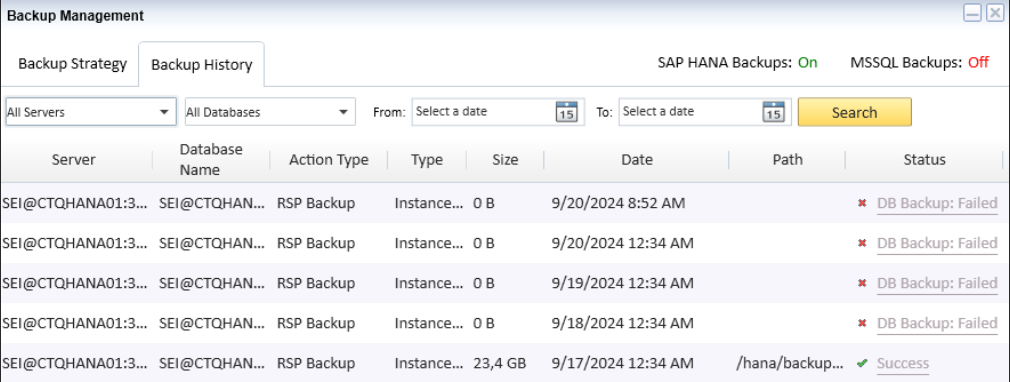 Backup Management
Backup Strategy Backup History SAP HANA Backups: On MSSQL Backups: Off
All Servers All Databases From: Select a date 15 To: Select a date 15 Search
Server Database Name Action Type Type Size Date Path Status
SEI@CTQHANA01:3... SEI@CTQHAN... RSP Backup Instance... 0 B 9/20/2024 8:52 AM DB Backup: Failed
SEI@CTQHANA01:3... SEI@CTQHAN... RSP Backup Instance... 0 B 9/20/2024 12:34 AM DB Backup: Failed
SEI@CTQHANA01:3... SEI@CTQHAN... RSP Backup Instance... 0 B 9/19/2024 12:34 AM DB Backup: Failed
SEI@CTQHANA01:3... SEI@CTQHAN... RSP Backup Instance... 0 B 9/18/2024 12:34 AM DB Backup: Failed
SEI@CTQHANA01:3... SEI@CTQHAN... RSP Backup Instance... 23,4 GB 9/17/2024 12:34 AM /hana/backup... Success